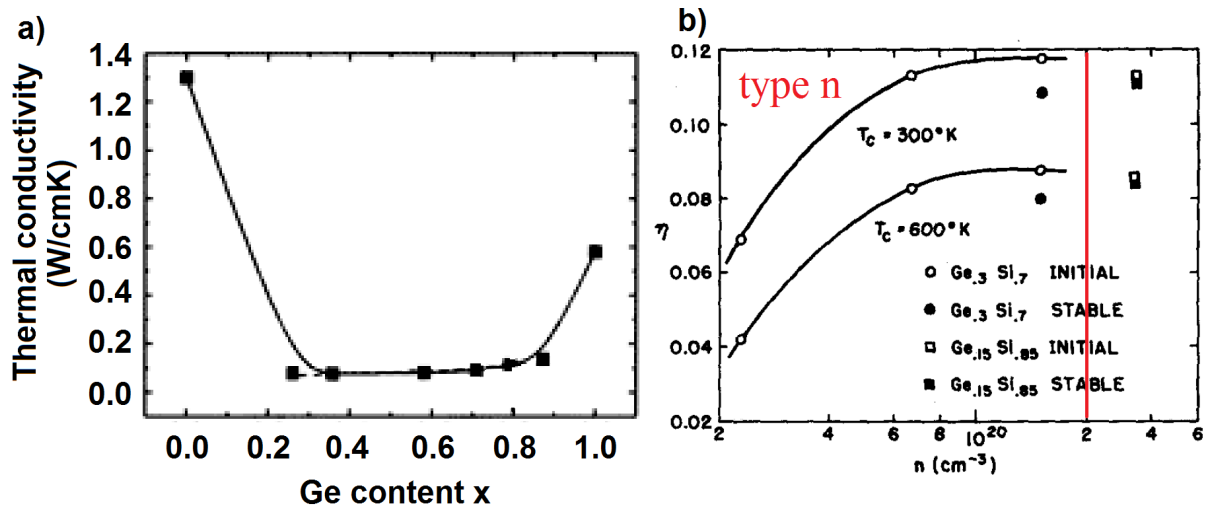 a)
Thermal conductivity
(W/cmK)
1.4
1.2
1.0
0.8
0.6
0.4
0.2
0.0
0.0 0.2 0.4 0.6 0.8 1.0
Ge content x
b)
type n
η
0.12
0.10
0.08
0.06
0.04
0.02
Tc = 300°K
Tc = 600°K
Ge.3 Si.7 INITIAL
Ge.3 Si.7 STABLE
Ge.15 Si.85 INITIAL
Ge.15 Si.85 STABLE
2 4 6 8 10²⁰ 2 4 6
n (cm⁻³)